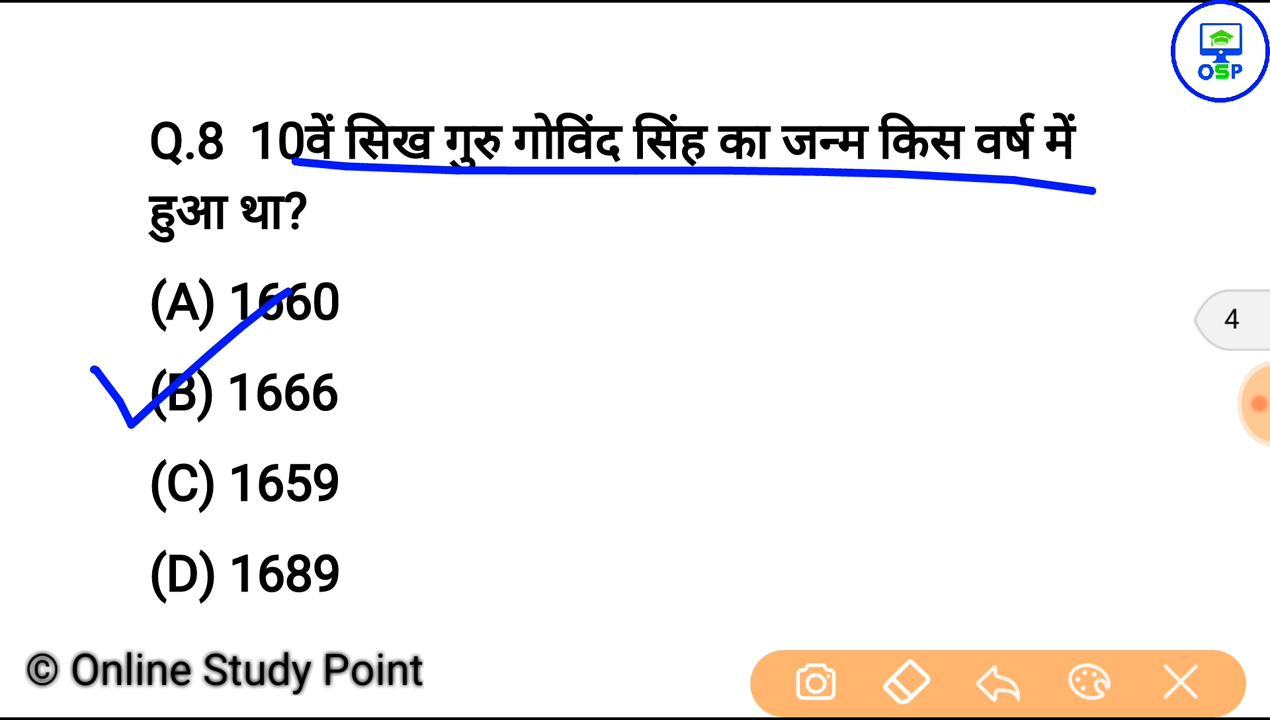 OSP
Q.8 10वें सिख गुरु गोविंद सिंह का जन्म किस वर्ष में
हुआ था?
(A) 1660
(B) 1666
(C) 1659
(D) 1689
4
© Online Study Point